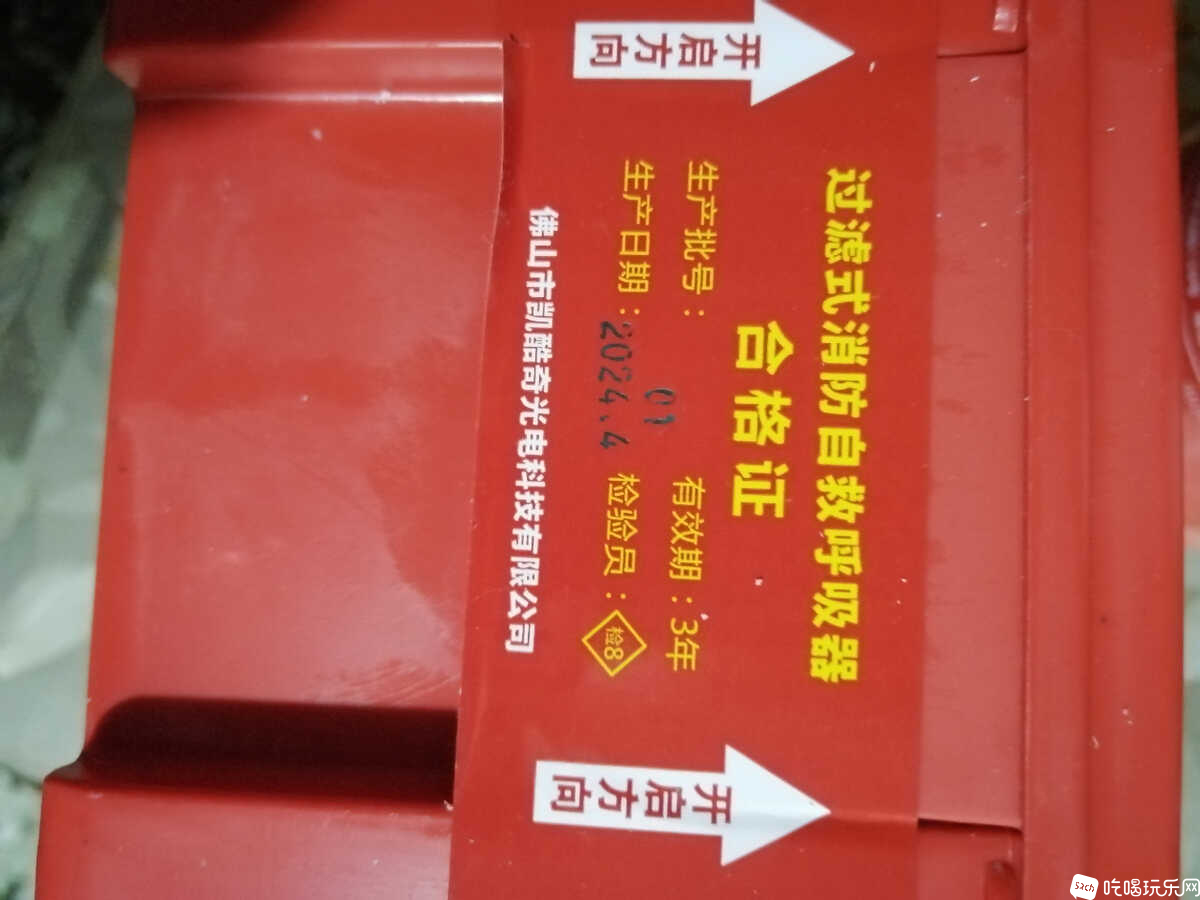 开启方向
过滤式消防自救呼吸器
合格证
生产批号：01 有效期：3年
生产日期：2024.4 检验员：检8
佛山市凯酷奇光电科技有限公司
开启方向
52ch 吃喝玩乐网